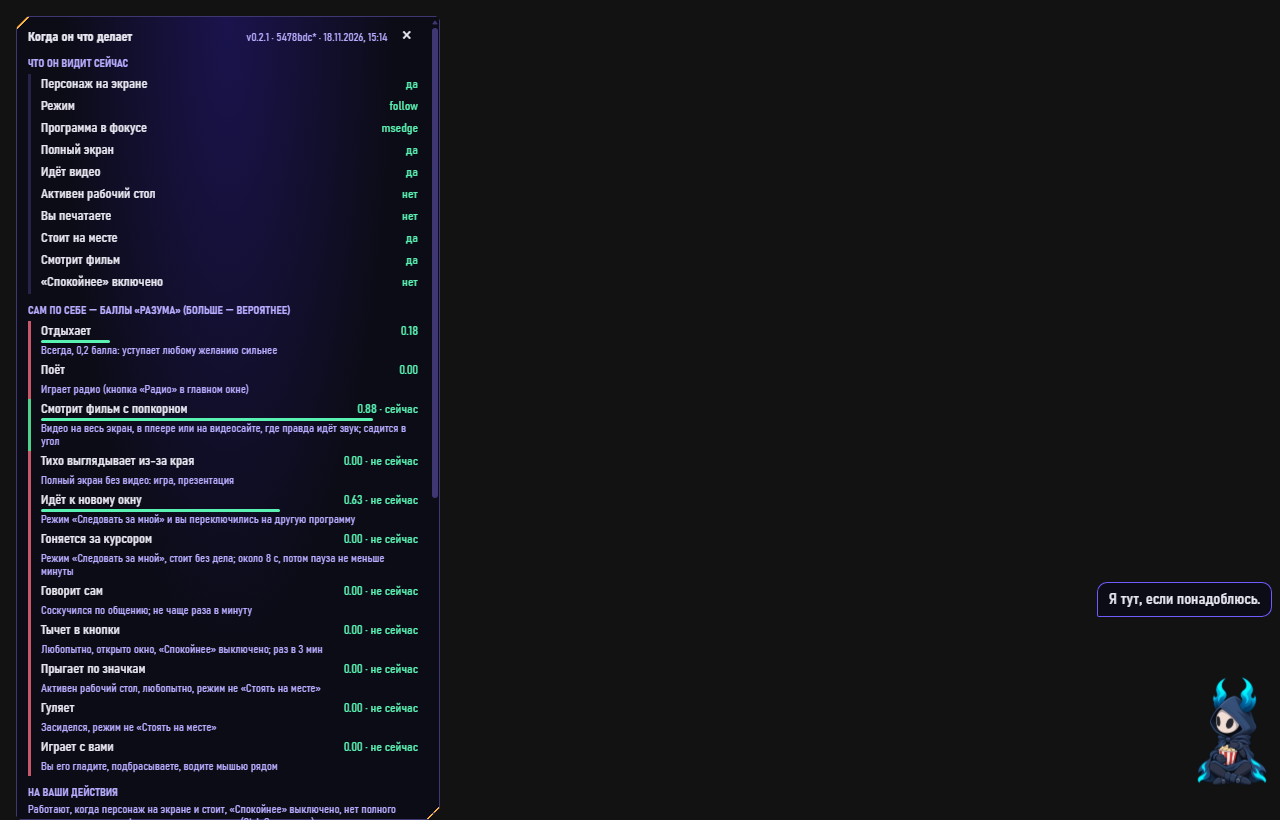 Когда он что делает
v0.2.1 · 5478bdc* · 18.11.2026, 15:14 ×
ЧТО ОН ВИДИТ СЕЙЧАС
Персонаж на экране да
Режим follow
Программа в фокусе msedge
Полный экран да
Идёт видео да
Активен рабочий стол нет
Вы печатаете нет
Стоит на месте да
Смотрит фильм да
«Спокойнее» включено нет
САМ ПО СЕБЕ — БАЛЛЫ «РАЗУМА» (БОЛЬШЕ — ВЕРОЯТНЕЕ)
Отдыхает 0.18
Всегда, 0,2 балла: уступает любому желанию сильнее
Поёт 0.00
Играет радио (кнопка «Радио» в главном окне)
Смотрит фильм с попкорном 0.88 · сейчас
Видео на весь экран, в плеере или на видеосайте, где правда идёт звук; садится в
угол
Тихо выглядывает из-за края 0.00 · не сейчас
Полный экран без видео: игра, презентация
Идёт к новому окну 0.63 · не сейчас
Режим «Следовать за мной» и вы переключились на другую программу
Гоняется за курсором 0.00 · не сейчас
Режим «Следовать за мной», стоит без дела; около 8 с, потом пауза не меньше
минуты
Говорит сам 0.00 · не сейчас
Соскучился по общению; не чаще раза в минуту
Тычет в кнопки 0.00 · не сейчас
Любопытно, открыто окно, «Спокойнее» выключено; раз в 3 мин
Прыгает по значкам 0.00 · не сейчас
Активен рабочий стол, любопытно, режим не «Стоять на месте»
Гуляет 0.00 · не сейчас
Засиделся, режим не «Стоять на месте»
Играет с вами 0.00 · не сейчас
Вы его гладите, подбрасываете, водите мышью рядом
НА ВАШИ ДЕЙСТВИЯ
Работают, когда персонаж на экране и стоит, «Спокойнее» выключено, нет полного
Я тут, если понадоблюсь.